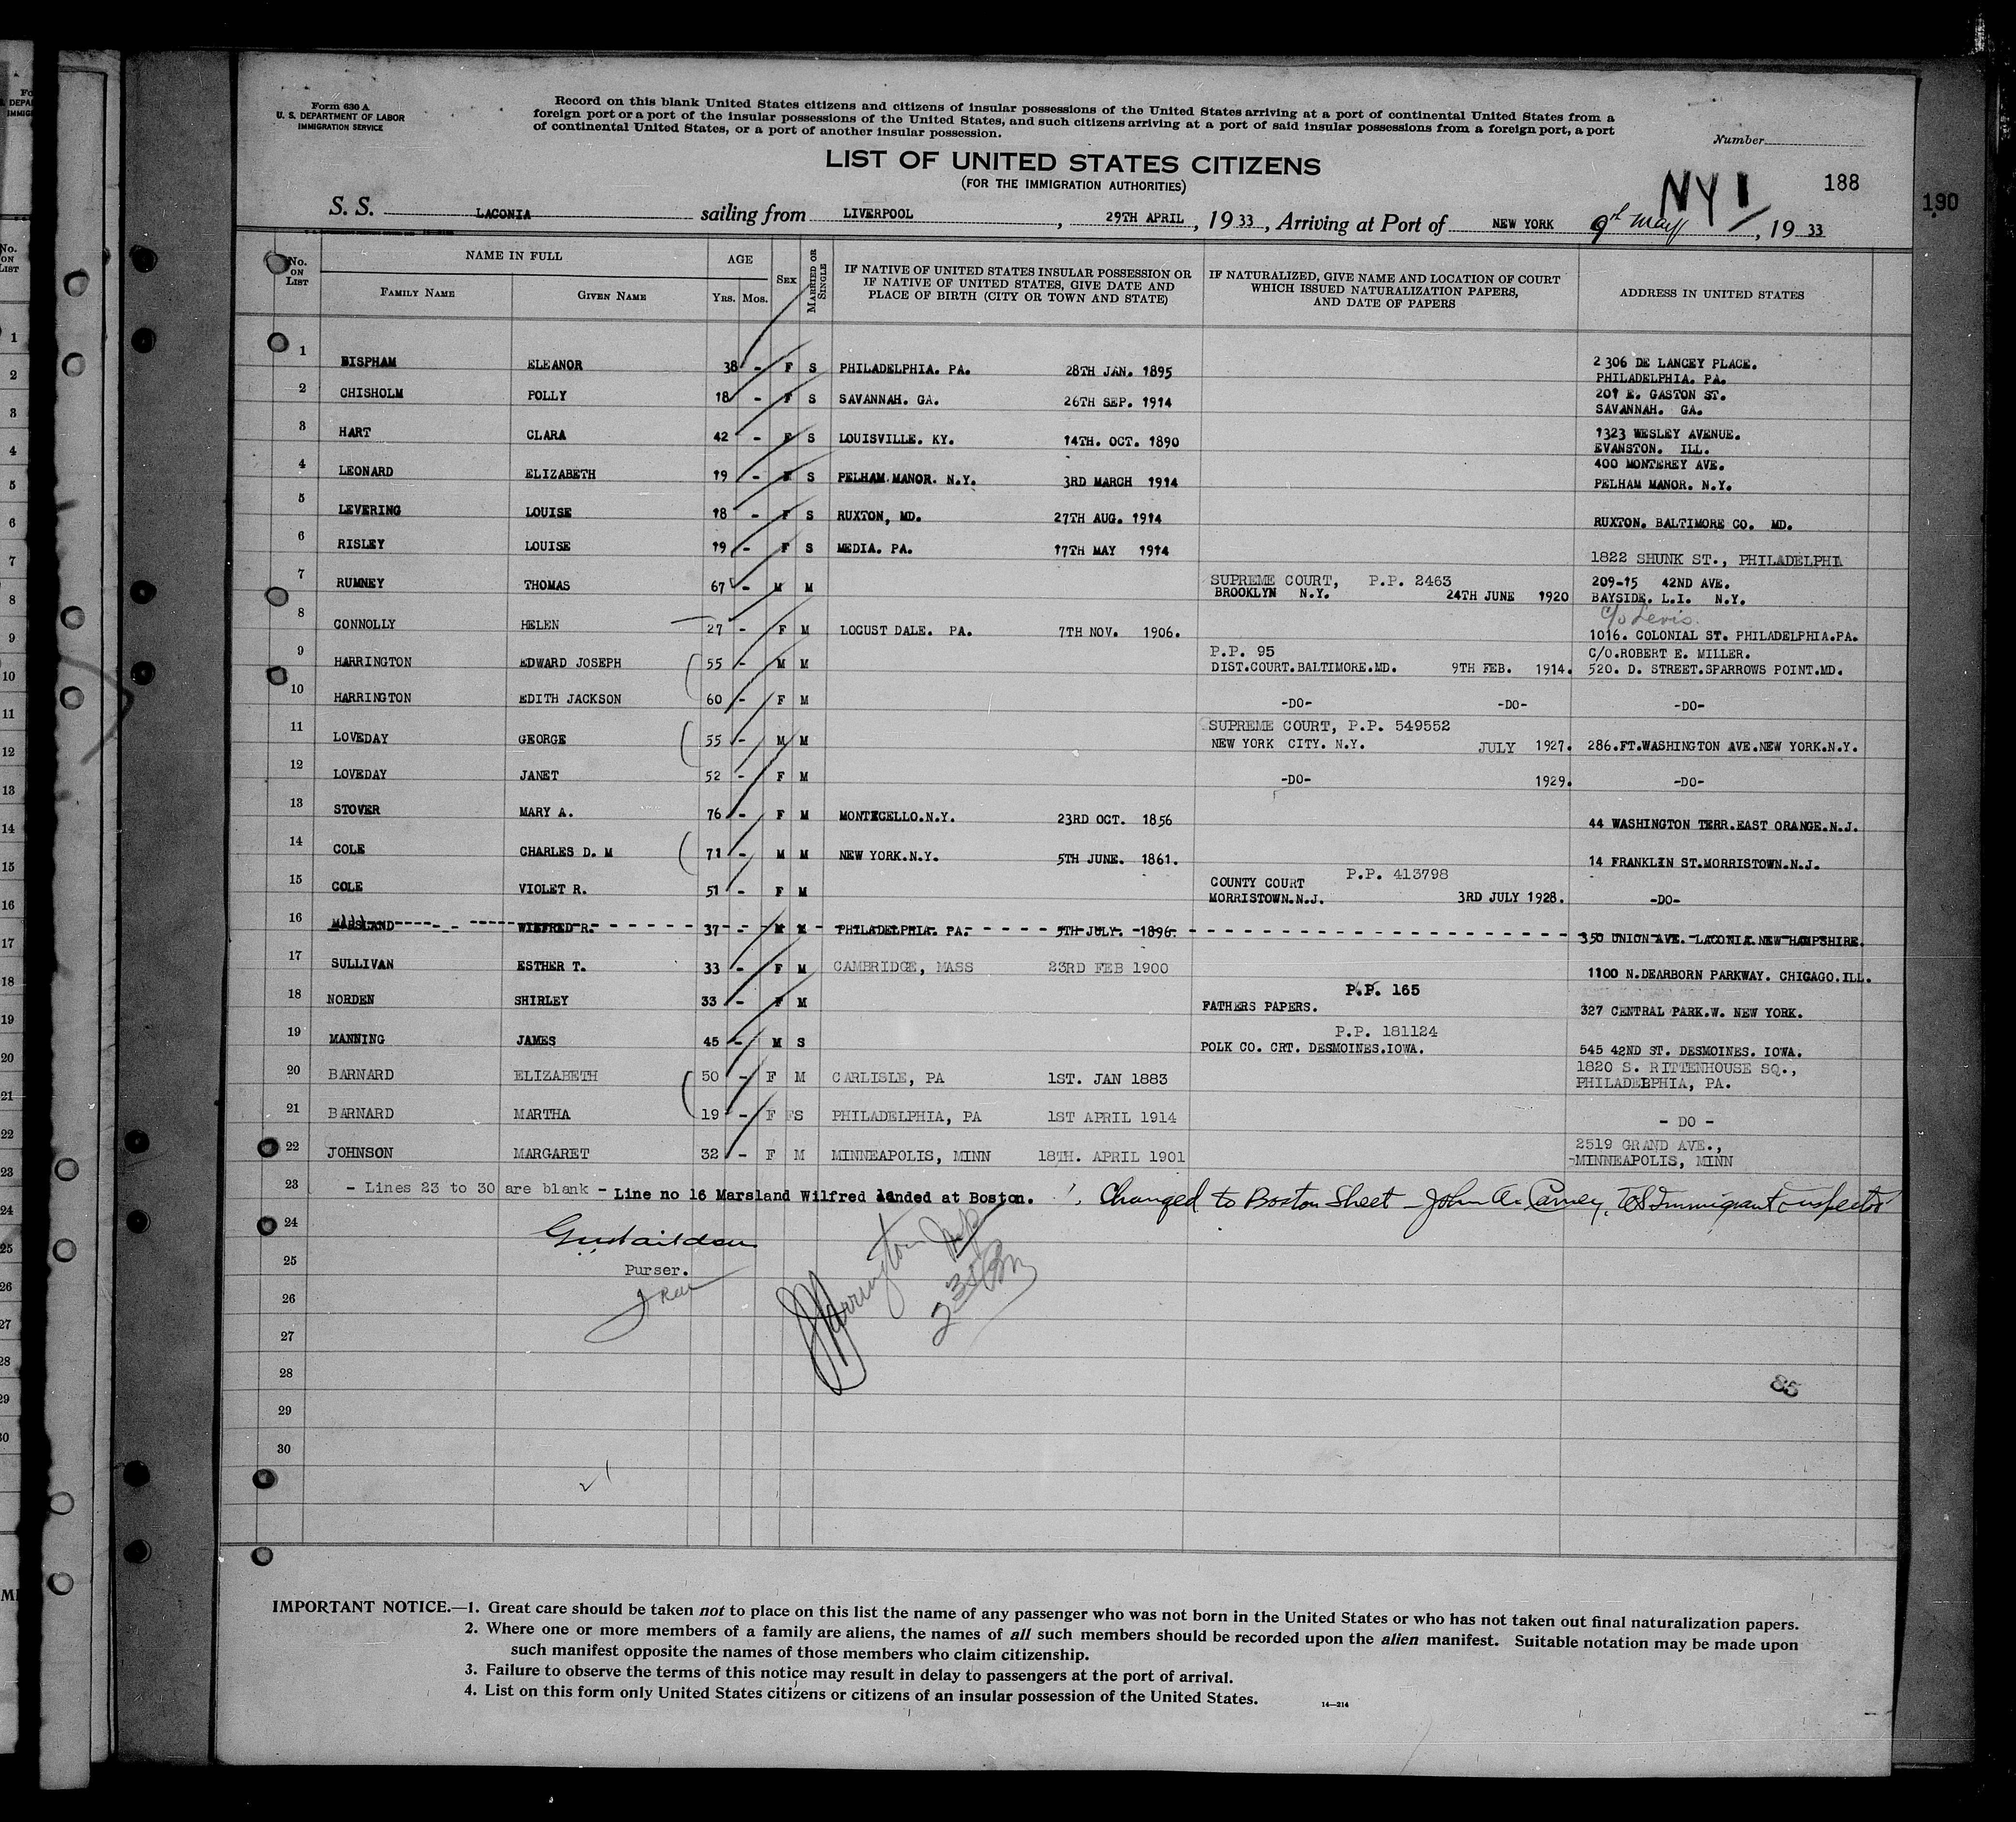 Form 630 A
U. S. DEPARTMENT OF LABOR
IMMIGRATION SERVICE
Record on this blank United States citizens and citizens of insular possessions of the United States arriving at a port of continental United States from a
foreign port or a port of the insular possessions of the United States, and such citizens arriving at a port of said insular possessions from a foreign port, a port
of continental United States, or a port of another insular possession.
Number
LIST OF UNITED STATES CITIZENS
(FOR THE IMMIGRATION AUTHORITIES)
NY 1
188
190
S. S. LACONIA sailing from LIVERPOOL, 29TH APRIL, 1933, Arriving at Port of NEW YORK 9th May, 1933
No. ON LIST
NAME IN FULL
FAMILY NAME
GIVEN NAME
AGE
YRS. MOS.
SEX
MARRIED OR SINGLE
IF NATIVE OF UNITED STATES INSULAR POSSESSION OR
IF NATIVE OF UNITED STATES, GIVE DATE AND
PLACE OF BIRTH (CITY OR TOWN AND STATE)
IF NATURALIZED, GIVE NAME AND LOCATION OF COURT
WHICH ISSUED NATURALIZATION PAPERS,
AND DATE OF PAPERS
ADDRESS IN UNITED STATES
1 BISPHAM ELEANOR 38 - F S PHILADELPHIA. PA. 28TH JAN. 1895 2306 DE LANCEY PLACE.
PHILADELPHIA. PA.
2 CHISHOLM POLLY 18 - F S SAVANNAH. GA. 26TH SEP. 1914 201 E. GASTON ST.
SAVANNAH. GA.
3 HART CLARA 42 - F S LOUISVILLE. KY. 14TH. OCT. 1890 1323 WESLEY AVENUE.
EVANSTON. ILL.
4 LEONARD ELIZABETH 19 - F S PELHAM MANOR. N.Y. 3RD MARCH 1914 400 MONTEREY AVE.
PELHAM MANOR. N.Y.
5 LEVERING LOUISE 18 - F S RUXTON, MD. 27TH AUG. 1914 RUXTON. BALTIMORE CO. MD.
6 RISLEY LOUISE 19 - F S MEDIA. PA. 17TH MAY 1914 1822 SHUNK ST., PHILADELPHI
7 RUMNEY THOMAS 67 - M M SUPREME COURT, P.P. 2463 209-15 42ND AVE.
BROOKLYN N.Y. 24TH JUNE 1920 BAYSIDE. L.I. N.Y.
c/o Levis.
8 CONNOLLY HELEN 27 - F M LOCUST DALE. PA. 7TH NOV. 1906. 1016. COLONIAL ST. PHILADELPHIA.PA.
9 HARRINGTON EDWARD JOSEPH 55 - M M P.P. 95 C/O.ROBERT E. MILLER.
DIST.COURT.BALTIMORE.MD. 9TH FEB. 1914. 520. D. STREET.SPARROWS POINT.MD.
10 HARRINGTON EDITH JACKSON 60 - F M -DO- -DO- -DO-
11 LOVEDAY GEORGE 55 - M M SUPREME COURT, P.P. 549552
NEW YORK CITY. N.Y. JULY 1927. 286.FT.WASHINGTON AVE.NEW YORK.N.Y.
12 LOVEDAY JANET 52 - F M -DO- 1929. -DO-
13 STOVER MARY A. 76 - F M MONTICELLO.N.Y. 23RD OCT. 1856 44 WASHINGTON TERR.EAST ORANGE.N.J.
14 COLE CHARLES D. M 71 - M M NEW YORK.N.Y. 5TH JUNE. 1861. 14 FRANKLIN ST.MORRISTOWN.N.J.
15 COLE VIOLET R. 51 - F M COUNTY COURT P.P. 413798
MORRISTOWN.N.J. 3RD JULY 1928. -DO-
16 MARSLAND WILFRED R. 37 - M M PHILADELPHIA. PA. 5TH JULY. 1896. 350 UNION AVE. LACONIA.NEW HAMPSHIRE.
17 SULLIVAN ESTHER T. 33 - F M CAMBRIDGE, MASS 23RD FEB 1900 1100 N.DEARBORN PARKWAY. CHICAGO.ILL.
18 NORDEN SHIRLEY 33 - F M P.P. 165
FATHERS PAPERS. 327 CENTRAL PARK.W. NEW YORK.
19 MANNING JAMES 45 - M S P.P. 181124
POLK CO. CRT. DESMOINES.IOWA. 545 42ND ST. DESMOINES. IOWA.
20 BARNARD ELIZABETH 50 - F M CARLISLE, PA 1ST. JAN 1883 1820 S. RITTENHOUSE SQ.,
PHILADELPHIA, PA.
21 BARNARD MARTHA 19 - F S PHILADELPHIA, PA 1ST APRIL 1914 - DO -
22 JOHNSON MARGARET 32 - F M MINNEAPOLIS, MINN 18TH. APRIL 1901 2519 GRAND AVE.,
MINNEAPOLIS, MINN
23 - Lines 23 to 30 are blank - Line no 16 Marsland Wilfred landed at Boston. Changed to Boston Sheet - John A. Carney, US Immigrant Inspector
24
25 Purser.
26
27
28
85
29
30
IMPORTANT NOTICE.—1. Great care should be taken not to place on this list the name of any passenger who was not born in the United States or who has not taken out final naturalization papers.
2. Where one or more members of a family are aliens, the names of all such members should be recorded upon the alien manifest. Suitable notation may be made upon
such manifest opposite the names of those members who claim citizenship.
3. Failure to observe the terms of this notice may result in delay to passengers at the port of arrival.
4. List on this form only United States citizens or citizens of an insular possession of the United States.
14—214